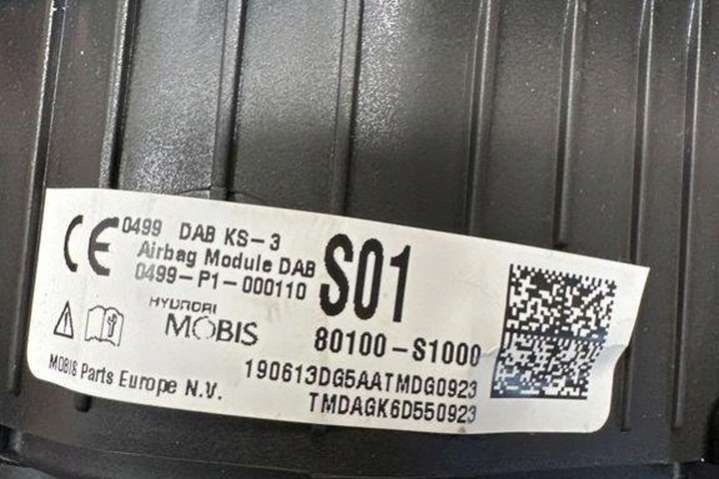 CE 0499 DAB KS-3
Airbag Module DAB
0499-P1-000110
S01
HYUNDAI
MOBIS
80100-S1000
190613DG5AATMDG0923
MOBIS Parts Europe N.V.
TMDAGK6D550923